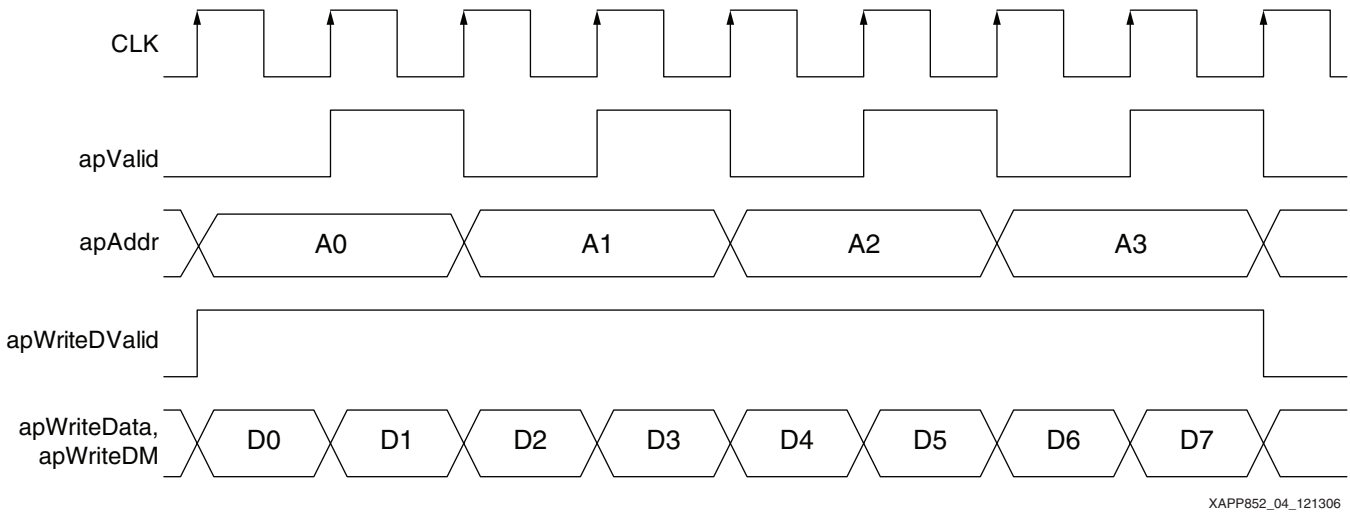 CLK
apValid
apAddr
A0
A1
A2
A3
apWriteDValid
apWriteData,
apWriteDM
D0
D1
D2
D3
D4
D5
D6
D7
XAPP852_04_121306